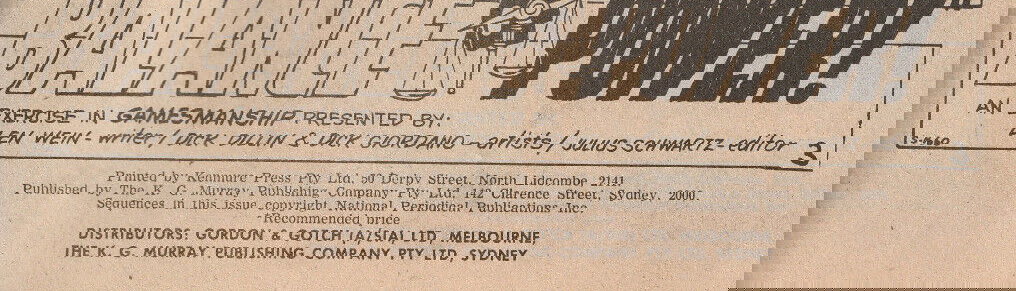 EXERCISE IN GAMESMANSHIP PRESENTED BY:
LEN WEIN - writer, / DICK DILLIN & DICK GIORDANO - artists, / JULIUS SCHWARTZ - editor
AN
Printed by Kenmore Press Pty Ltd, 50 Derby Street, North Lidcombe 2141
Published by The K. G. Murray Publishing Company Pty Ltd, 142 Clarence Street, Sydney, 2000
Sequences in this issue copyright National Periodical Publications Inc.
Recommended price
DISTRIBUTORS: GORDON & GOTCH (A/SIA) LTD. MELBOURNE
THE K. G. MURRAY PUBLISHING COMPANY PTY LTD, SYDNEY